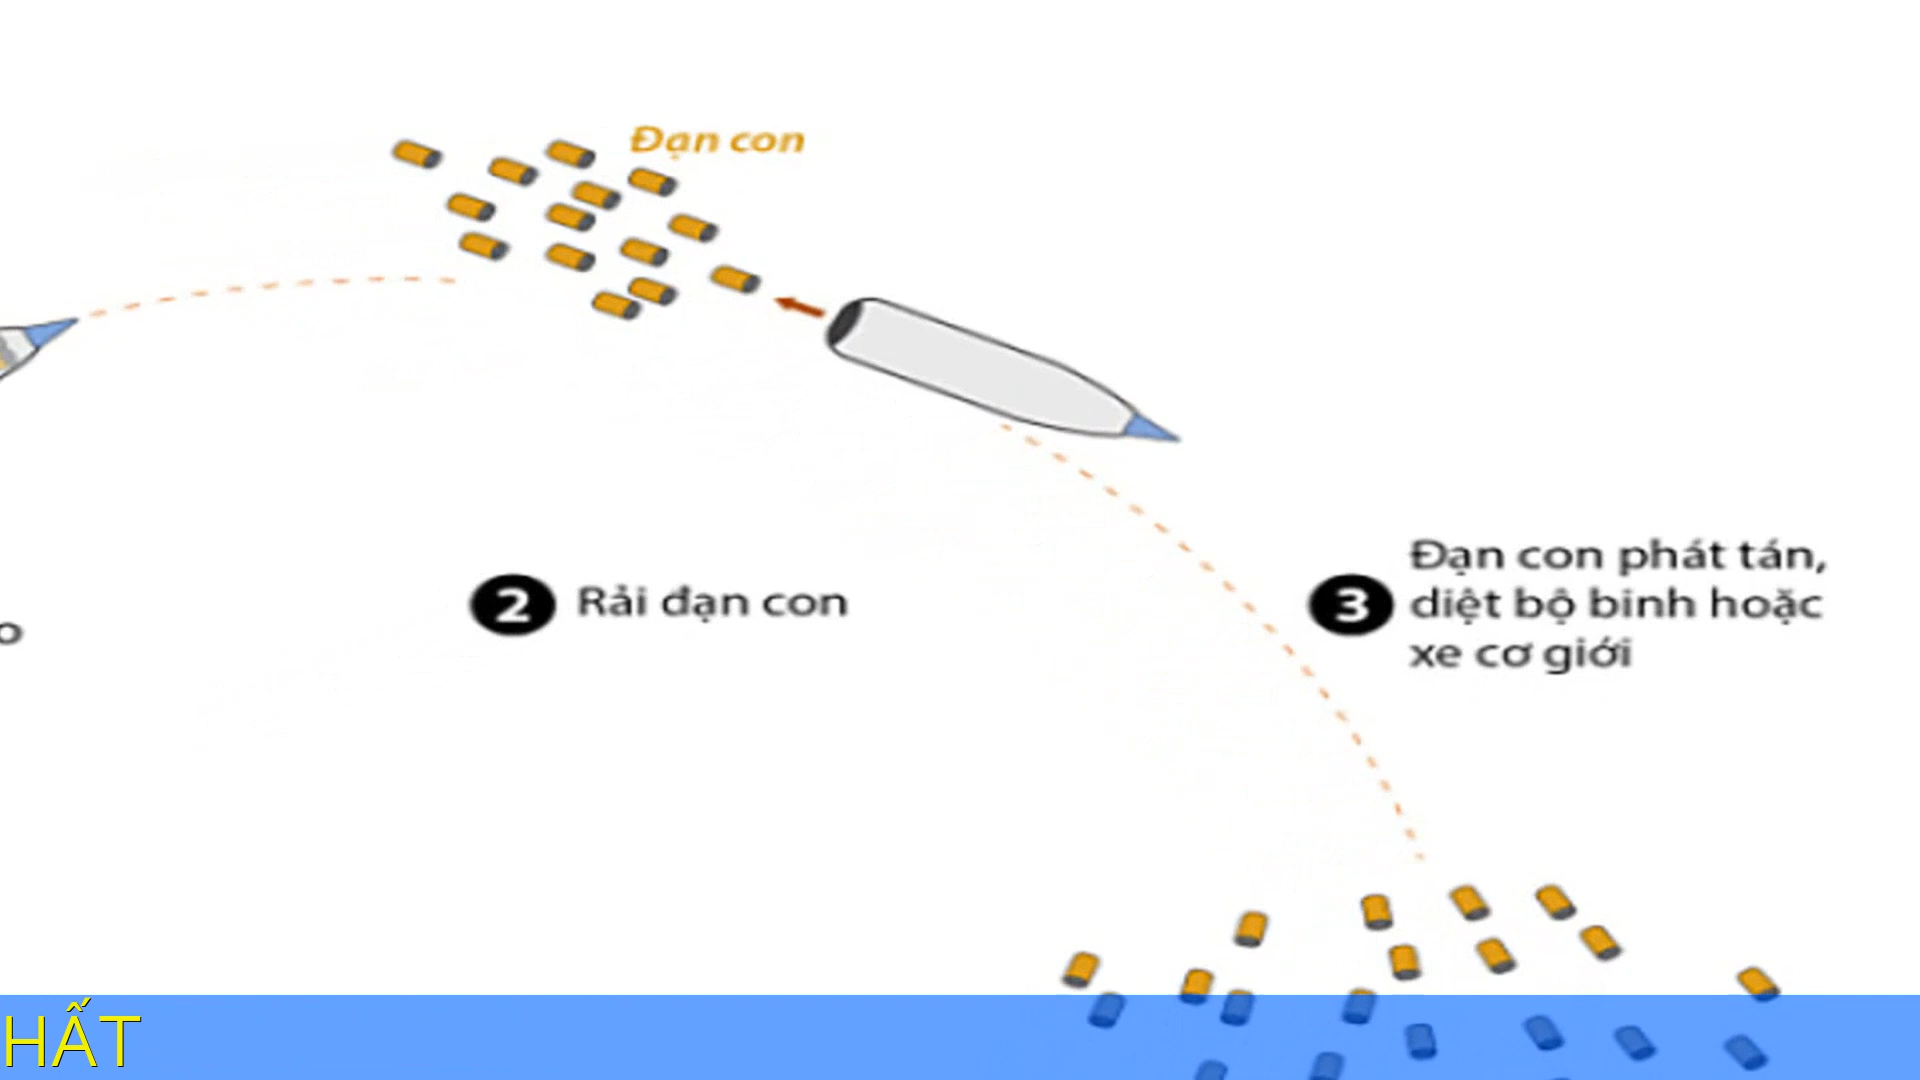 Đạn con
2 Rải đạn con
3 Đạn con phát tán,
diệt bộ binh hoặc
xe cơ giới
o
HẤT